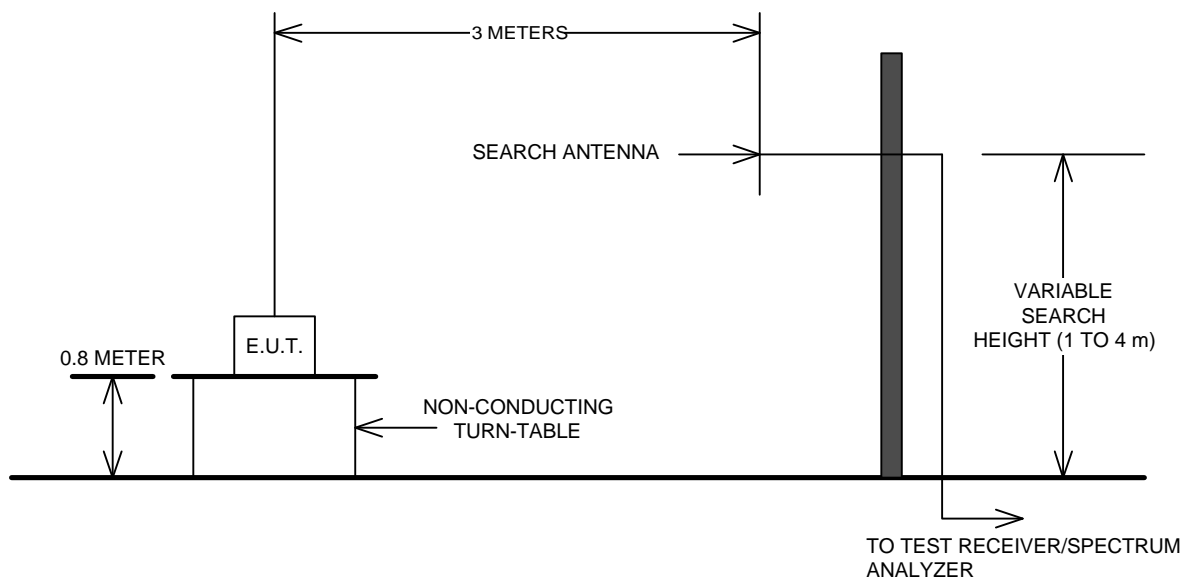 3 METERS
SEARCH ANTENNA
VARIABLE
SEARCH
HEIGHT (1 TO 4 m)
E.U.T.
0.8 METER
NON-CONDUCTING
TURN-TABLE
TO TEST RECEIVER/SPECTRUM
ANALYZER